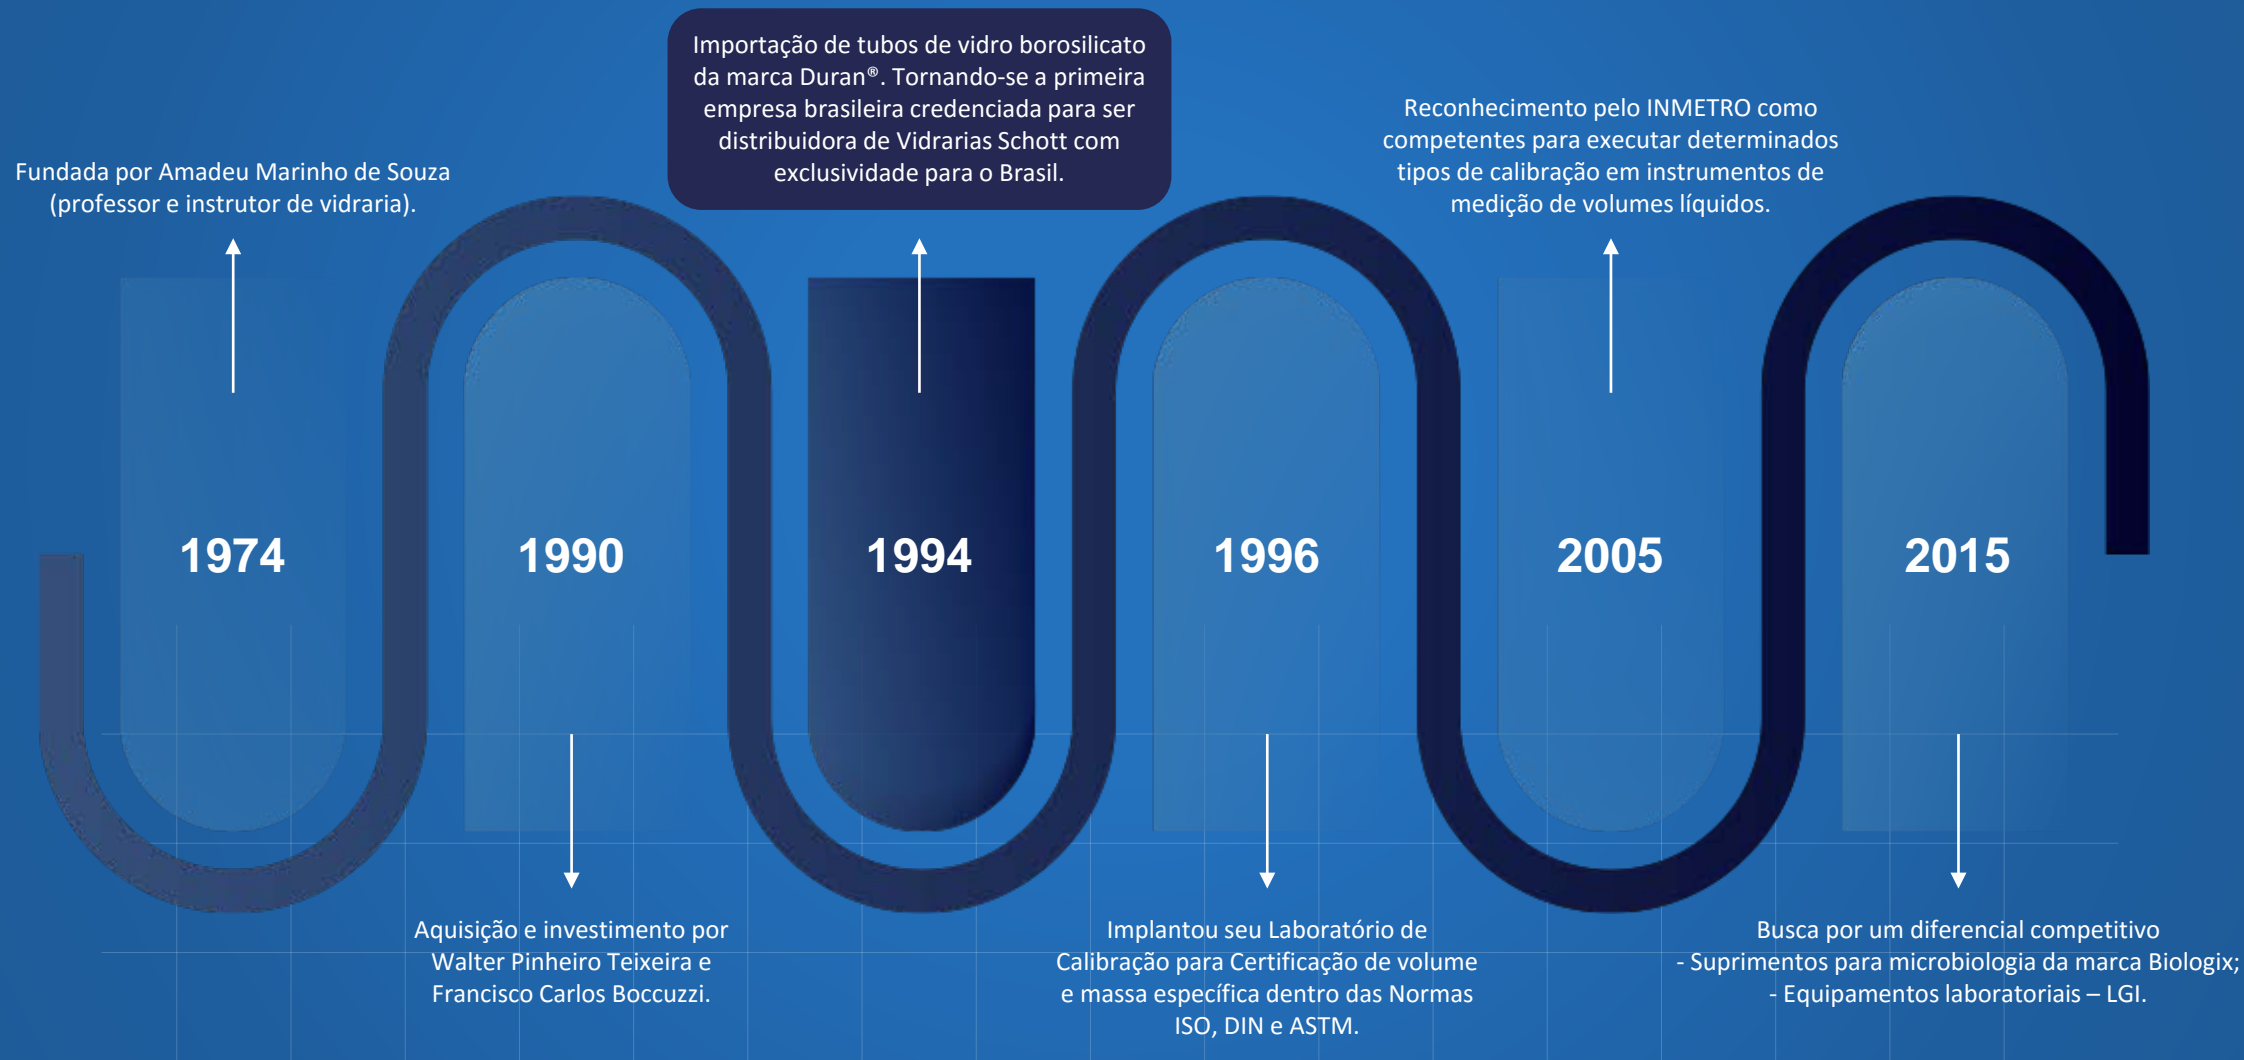 Fundada por Amadeu Marinho de Souza
(professor e instrutor de vidraria).
1974
1990
Aquisição e investimento por
Walter Pinheiro Teixeira e
Francisco Carlos Boccuzzi.
Importação de tubos de vidro borosilicato
da marca Duran®. Tornando-se a primeira
empresa brasileira credenciada para ser
distribuidora de Vidrarias Schott com
exclusividade para o Brasil.
1994
1996
Implantou seu Laboratório de
Calibração para Certificação de volume
e massa específica dentro das Normas
ISO, DIN e ASTM.
Reconhecimento pelo INMETRO como
competentes para executar determinados
tipos de calibração em instrumentos de
medição de volumes líquidos.
2005
2015
Busca por um diferencial competitivo
- Suprimentos para microbiologia da marca Biologix;
- Equipamentos laboratoriais – LGI.